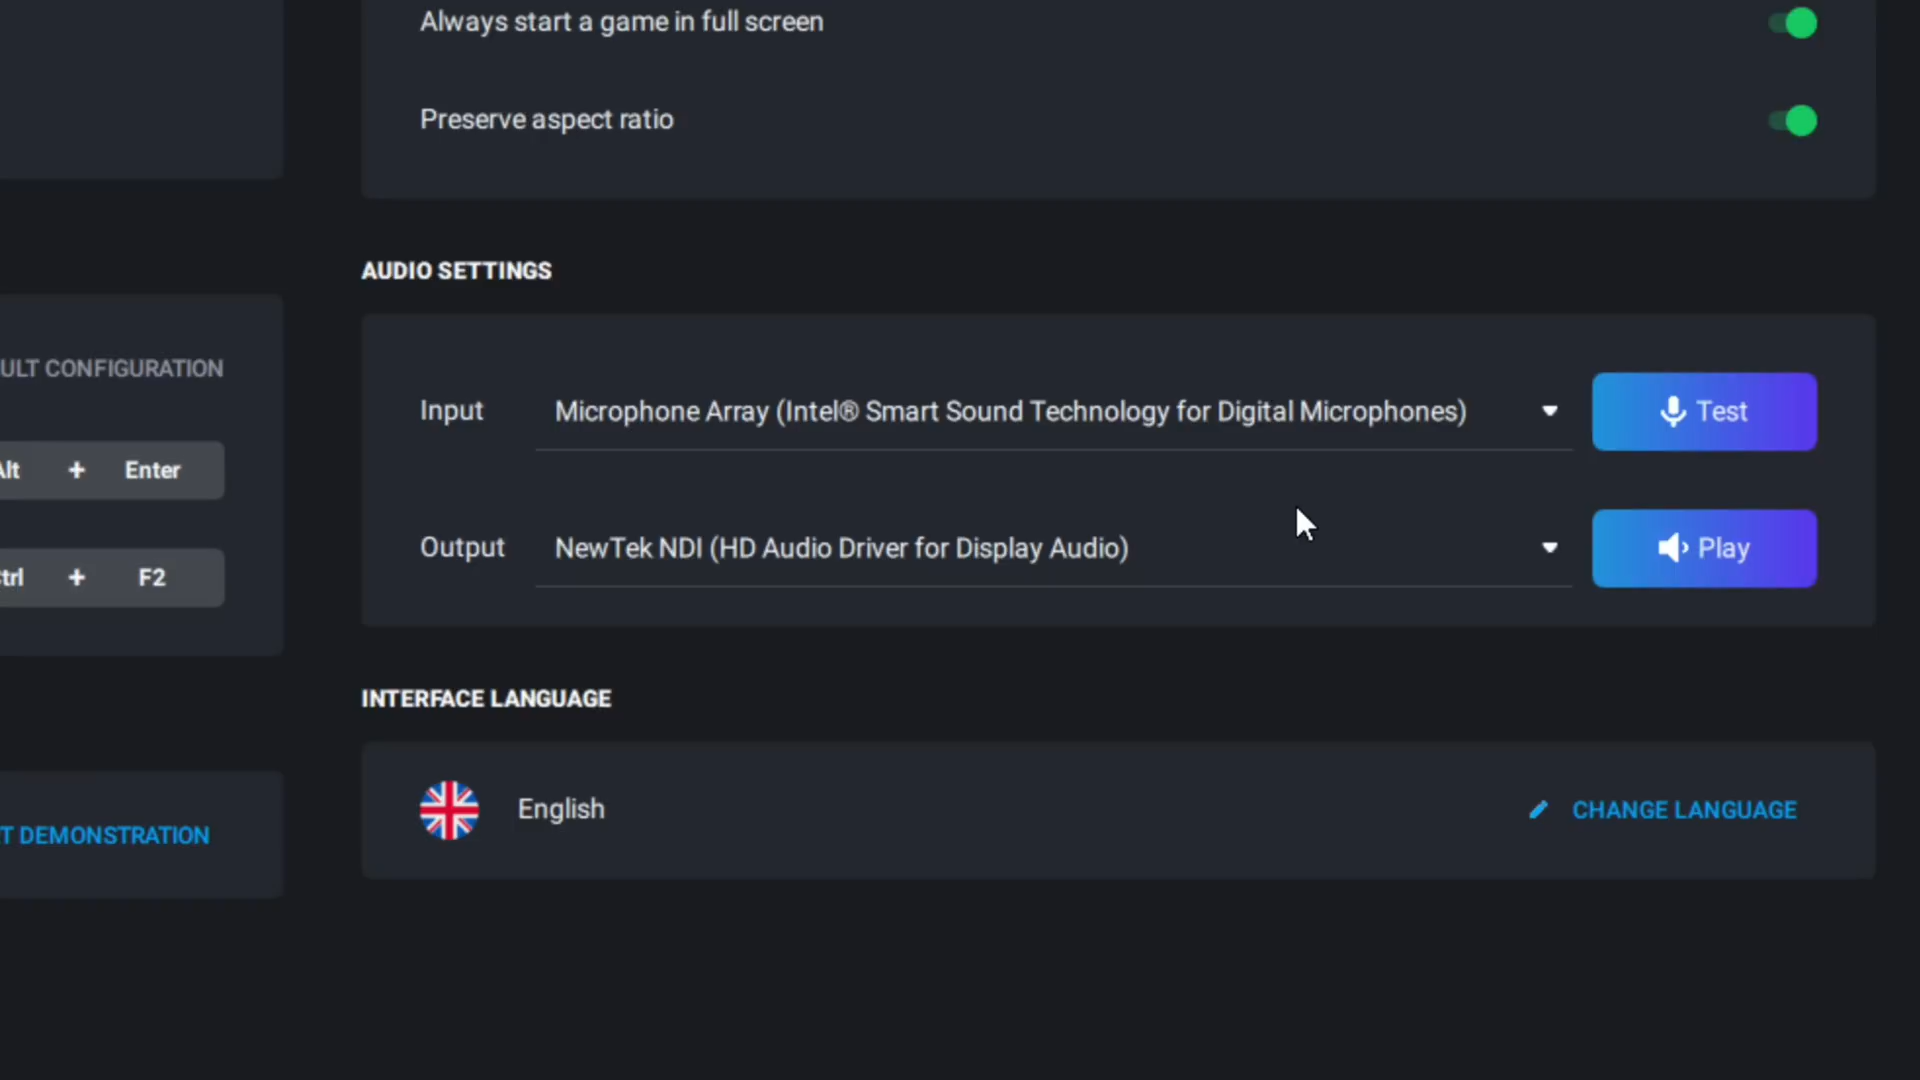 Always start a game in full screen
Preserve aspect ratio
AUDIO SETTINGS
ULT CONFIGURATION
Input
Microphone Array (Intel® Smart Sound Technology for Digital Microphones)
Test
Alt + Enter
Output
NewTek NDI (HD Audio Driver for Display Audio)
Play
Ctrl + F2
INTERFACE LANGUAGE
English
CHANGE LANGUAGE
T DEMONSTRATION